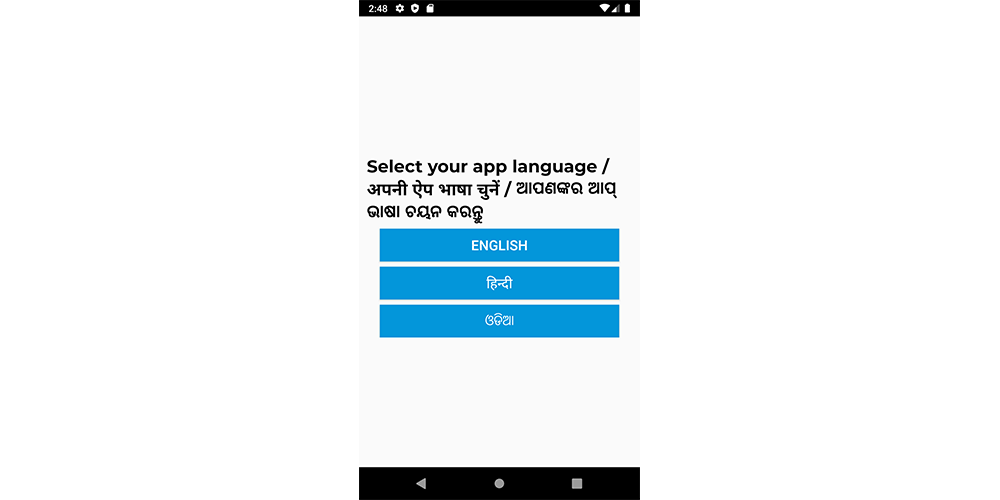 2:48
Select your app language /
अपनी ऐप भाषा चुनें / ଆପଣଙ୍କର ଆପ୍
ଭାଷା ଚୟନ କରନ୍ତୁ
ENGLISH
हिन्दी
ଓଡିଆ